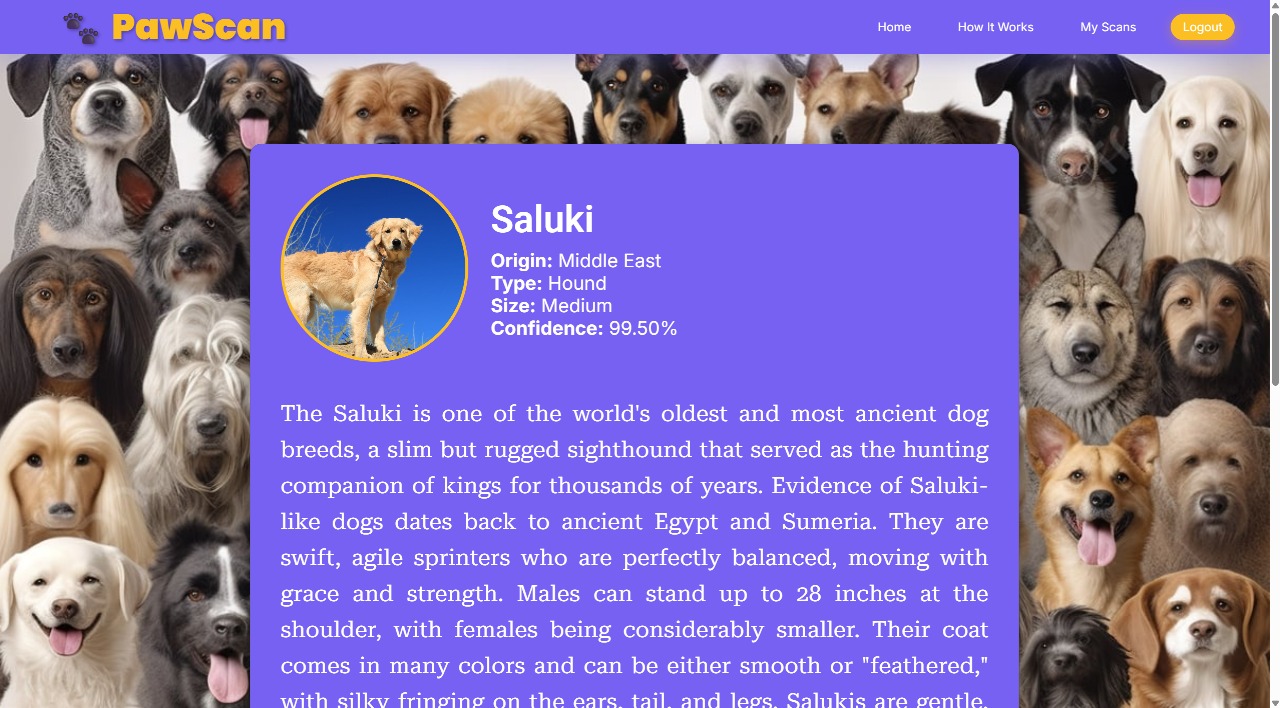 PawScan
Home
How It Works
My Scans
Logout
Saluki
Origin: Middle East
Type: Hound
Size: Medium
Confidence: 99.50%
The Saluki is one of the world's oldest and most ancient dog
breeds, a slim but rugged sighthound that served as the hunting
companion of kings for thousands of years. Evidence of Saluki-
like dogs dates back to ancient Egypt and Sumeria. They are
swift, agile sprinters who are perfectly balanced, moving with
grace and strength. Males can stand up to 28 inches at the
shoulder, with females being considerably smaller. Their coat
comes in many colors and can be either smooth or "feathered,"
with silky fringing on the ears, tail, and legs. Salukis are gentle,